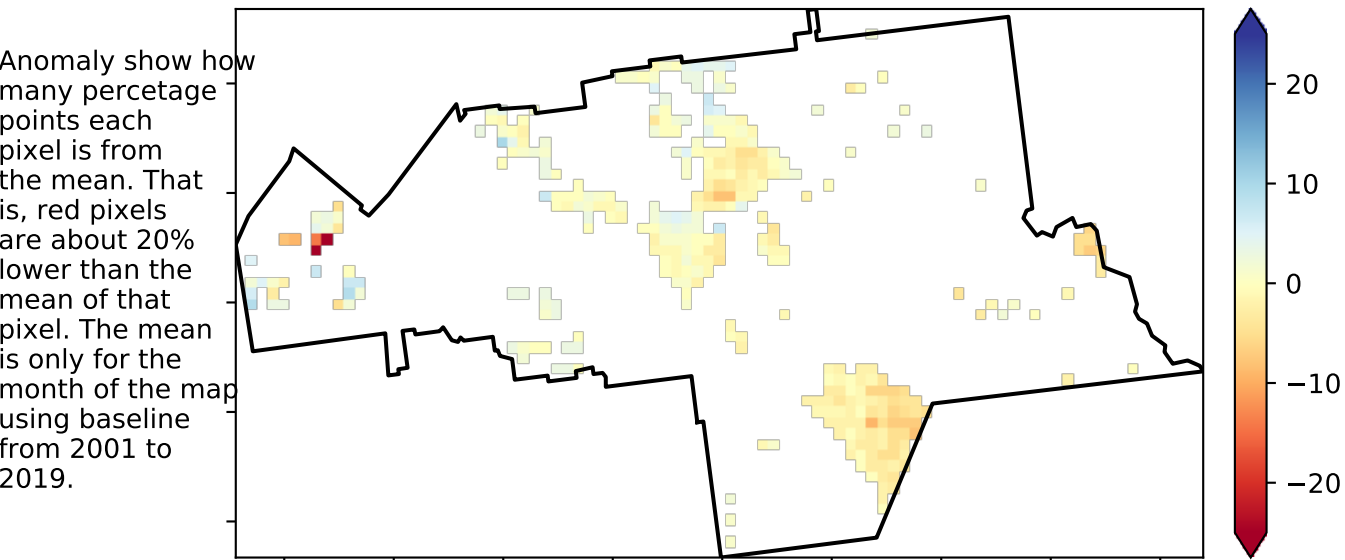 Anomaly show how
many percetage
points each
pixel is from
the mean. That
is, red pixels
are about 20%
lower than the
mean of that
pixel. The mean
is only for the
month of the map
using baseline
from 2001 to
2019.
20
10
0
−10
−20